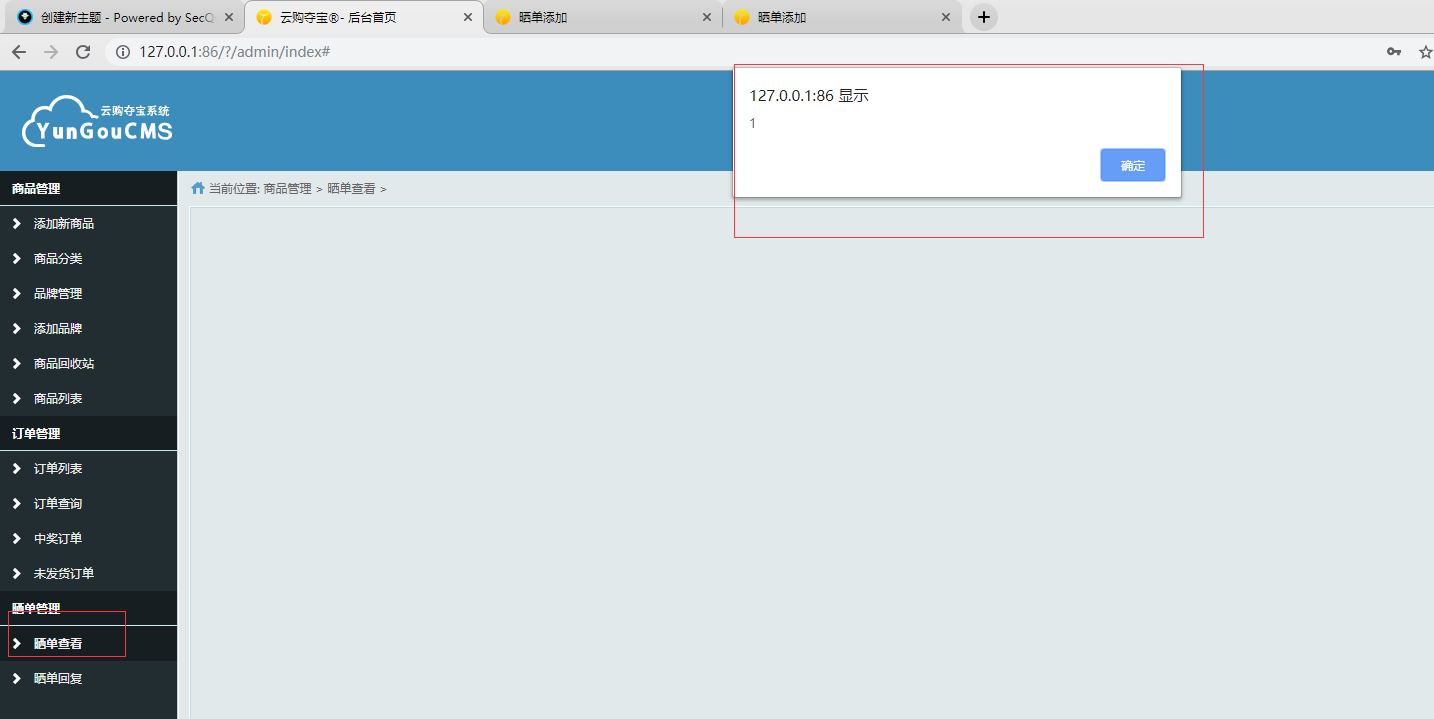 创建新主题 - Powered by SecQ
云购夺宝®- 后台首页
晒单添加
晒单添加
127.0.0.1:86/?/admin/index#
云购夺宝系统
YunGouCMS
127.0.0.1:86 显示
1
确定
商品管理
当前位置: 商品管理 > 晒单查看 >
添加新商品
商品分类
品牌管理
添加品牌
商品回收站
商品列表
订单管理
订单列表
订单查询
中奖订单
未发货订单
晒单管理
晒单查看
晒单回复